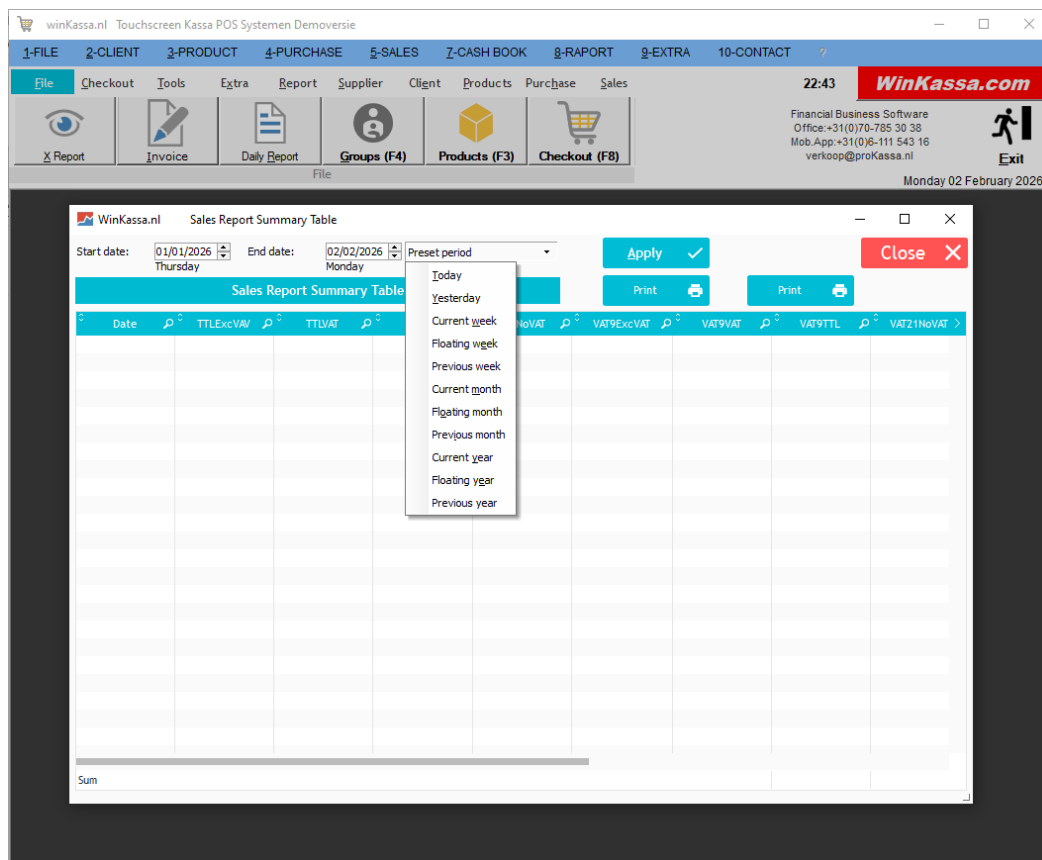 winKassa.nl Touchscreen Kassa POS Systemen Demoversie
1-FILE 2-CLIENT 3-PRODUCT 4-PURCHASE 5-SALES 7-CASH BOOK 8-RAPORT 9-EXTRA 10-CONTACT ?
File Checkout Tools Extra Report Supplier Client Products Purchase Sales 22:43 WinKassa.com
Financial Business Software
Office:+31(0)70-785 30 38
Mob.App:+31(0)6-111 543 16
verkoop@proKassa.nl
X Report Invoice Daily Report Groups (F4) Products (F3) Checkout (F8) Exit
File
Monday 02 February 2026
WinKassa.nl Sales Report Summary Table
Start date: 01/01/2026 End date: 02/02/2026 Preset period Apply Close
Thursday Monday
Today
Sales Report Summary Table Print Print
Yesterday
Date TTLExcVAV TTLVAT NoVAT VAT9ExcVAT VAT9VAT VAT9TTL VAT21NoVAT
Current week
Floating week
Previous week
Current month
Floating month
Previous month
Current year
Floating year
Previous year
Sum